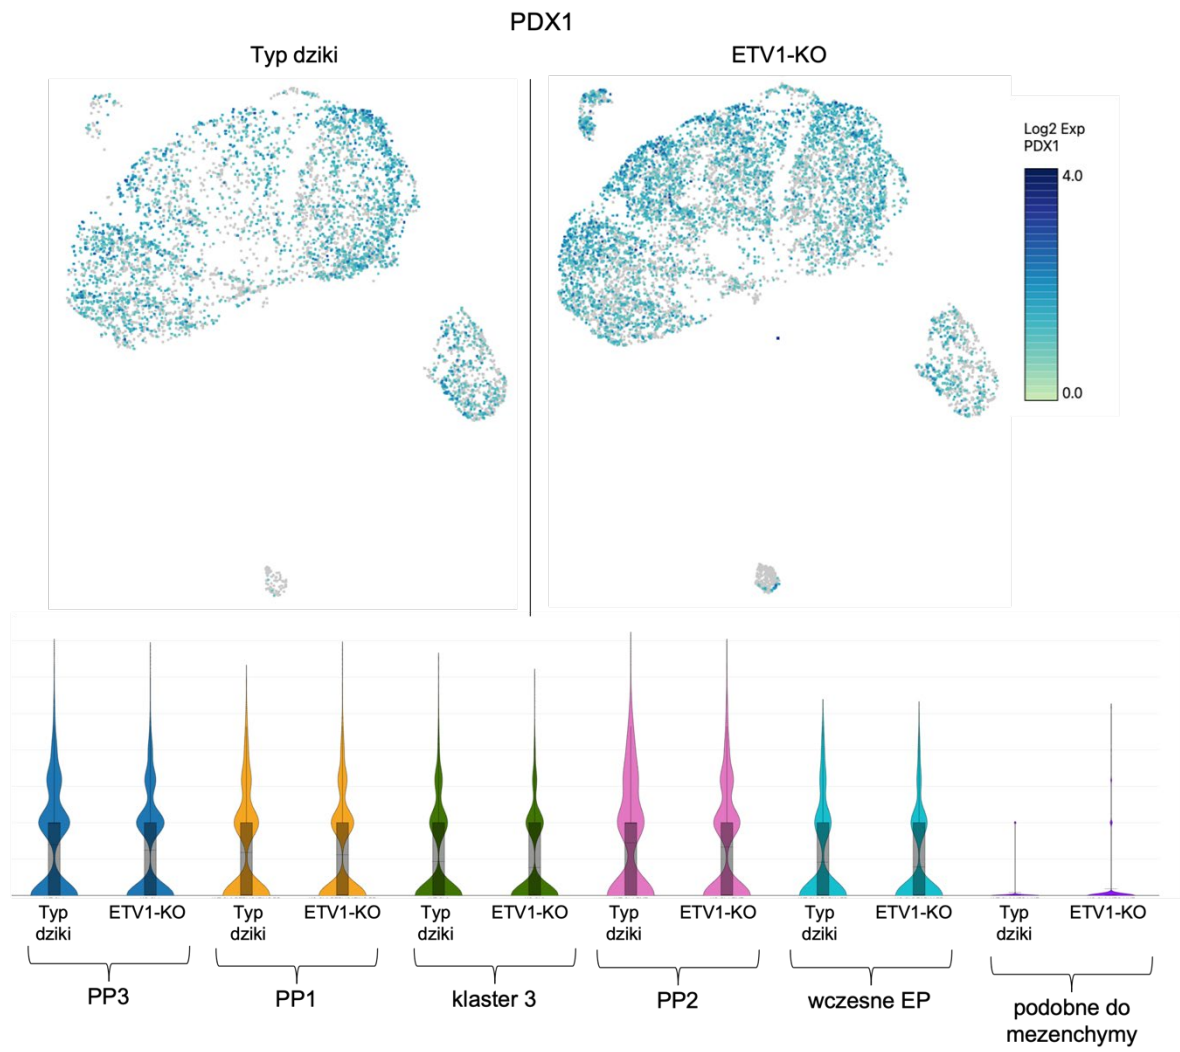 PDX1
Typ dziki
ETV1-KO
Log2 Exp
PDX1
4.0
0.0
Typ
dziki
ETV1-KO
Typ
dziki
ETV1-KO
Typ
dziki
ETV1-KO
Typ
dziki
ETV1-KO
Typ
dziki
ETV1-KO
Typ
dziki
ETV1-KO
PP3
PP1
klaster 3
PP2
wczesne EP
podobne do
mezenchymy